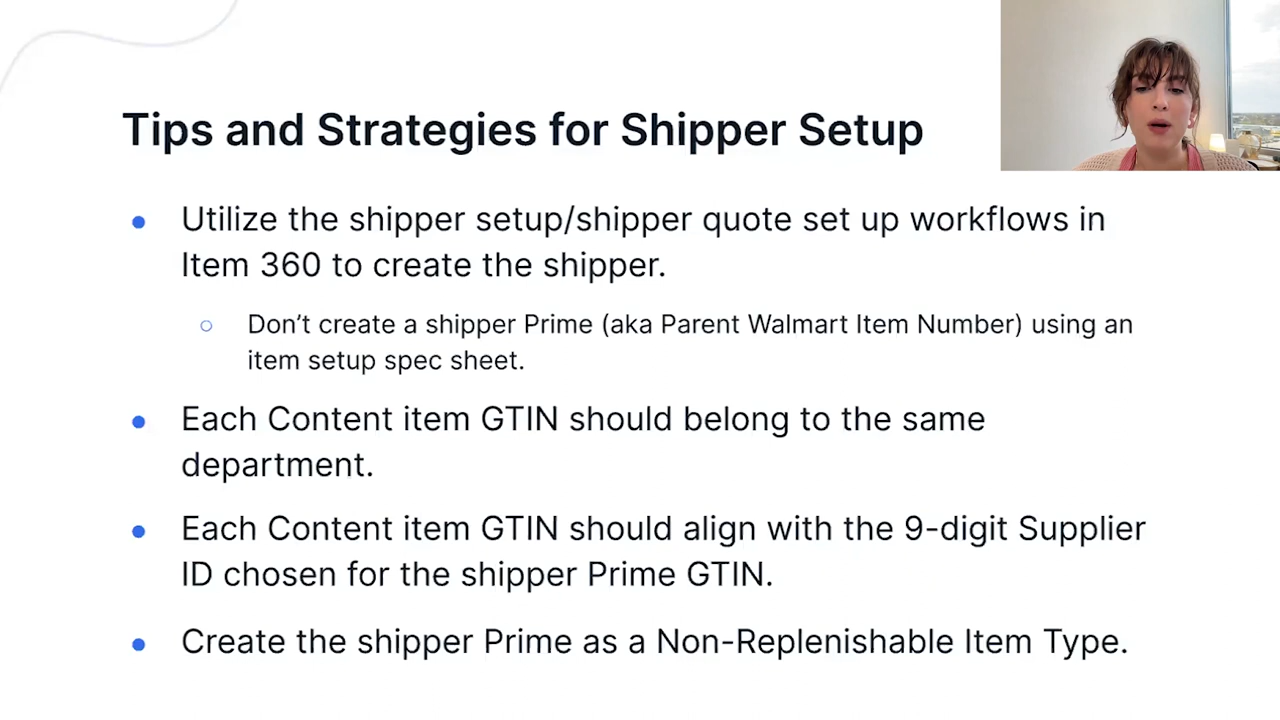 Tips and Strategies for Shipper Setup
Utilize the shipper setup/shipper quote set up workflows in
Item 360 to create the shipper.
Don’t create a shipper Prime (aka Parent Walmart Item Number) using an
item setup spec sheet.
Each Content item GTIN should belong to the same
department.
Each Content item GTIN should align with the 9-digit Supplier
ID chosen for the shipper Prime GTIN.
Create the shipper Prime as a Non-Replenishable Item Type.